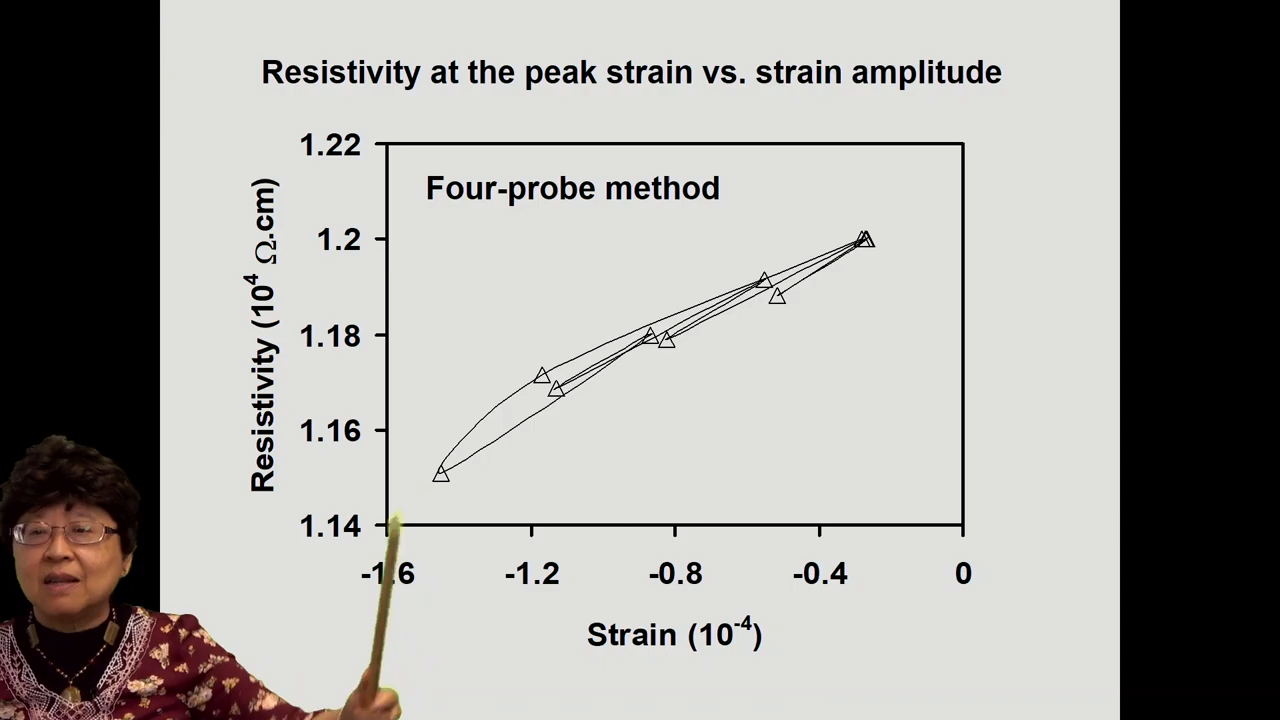 Resistivity at the peak strain vs. strain amplitude
1.22
Four-probe method
1.2
1.18
1.16
1.14
Resistivity (10⁴ Ω.cm)
-1.6
-1.2
-0.8
-0.4
0
Strain (10⁻⁴)